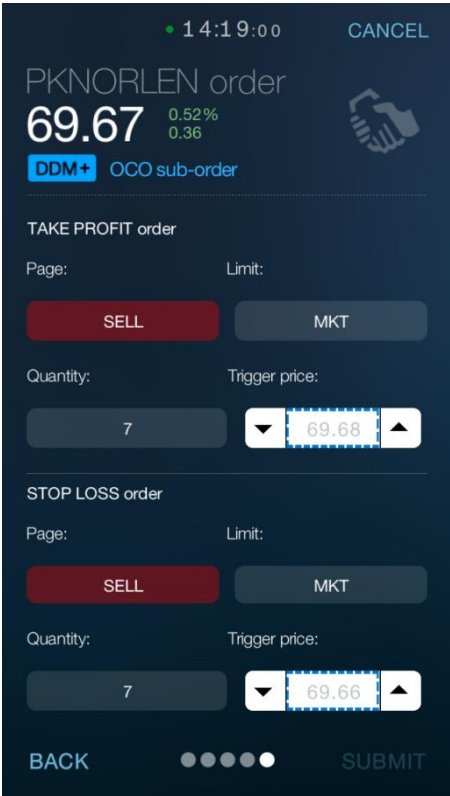 14:19:00 CANCEL
PKNORLEN order
69.67 0.52%
0.36
DDM+ OCO sub-order
TAKE PROFIT order
Page: Limit:
SELL MKT
Quantity: Trigger price:
7 69.68
STOP LOSS order
Page: Limit:
SELL MKT
Quantity: Trigger price:
7 69.66
BACK SUBMIT